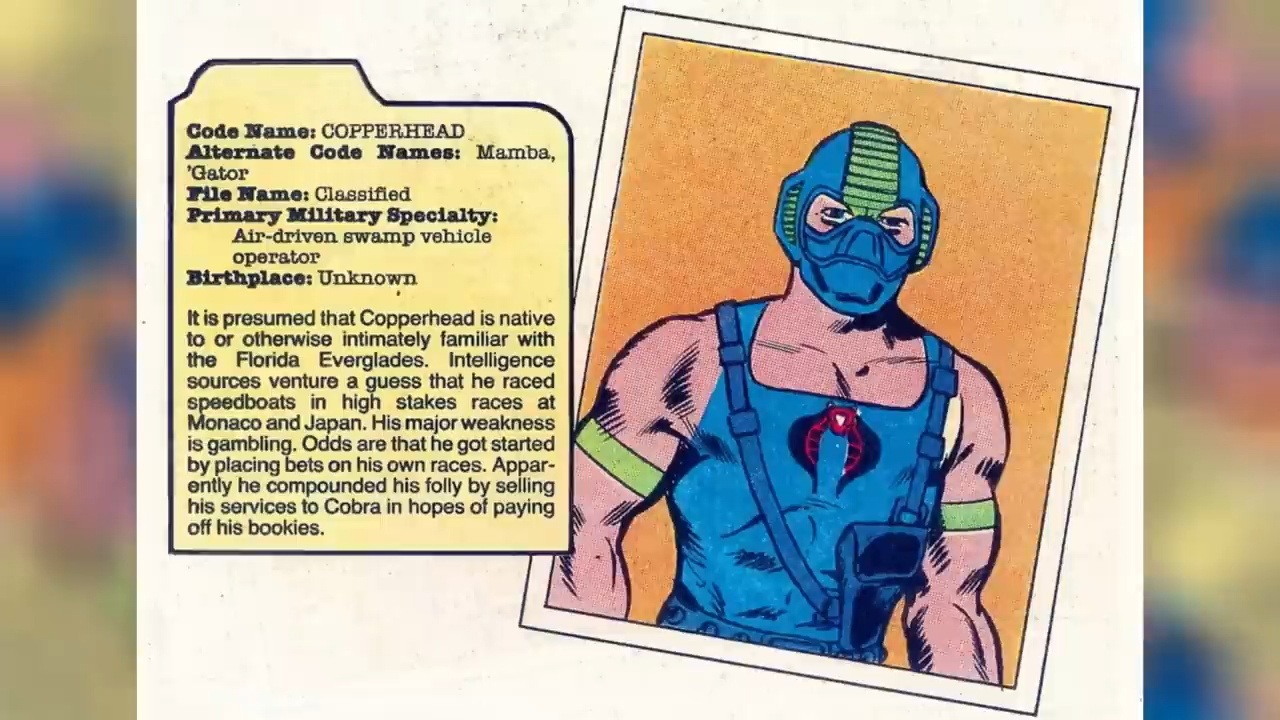 Code Name: COPPERHEAD
Alternate Code Names: Mamba,
'Gator
File Name: Classified
Primary Military Specialty:
Air-driven swamp vehicle
operator
Birthplace: Unknown
It is presumed that Copperhead is native
to or otherwise intimately familiar with
the Florida Everglades. Intelligence
sources venture a guess that he raced
speedboats in high stakes races at
Monaco and Japan. His major weakness
is gambling. Odds are that he got started
by placing bets on his own races. Appar-
ently he compounded his folly by selling
his services to Cobra in hopes of paying
off his bookies.